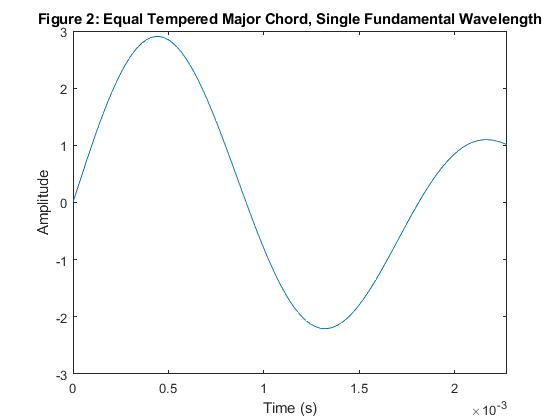 Figure 2: Equal Tempered Major Chord, Single Fundamental Wavelength
3
2
1
0
-1
-2
-3
Amplitude
0 0.5 1 1.5 2
Time (s)
×10-3